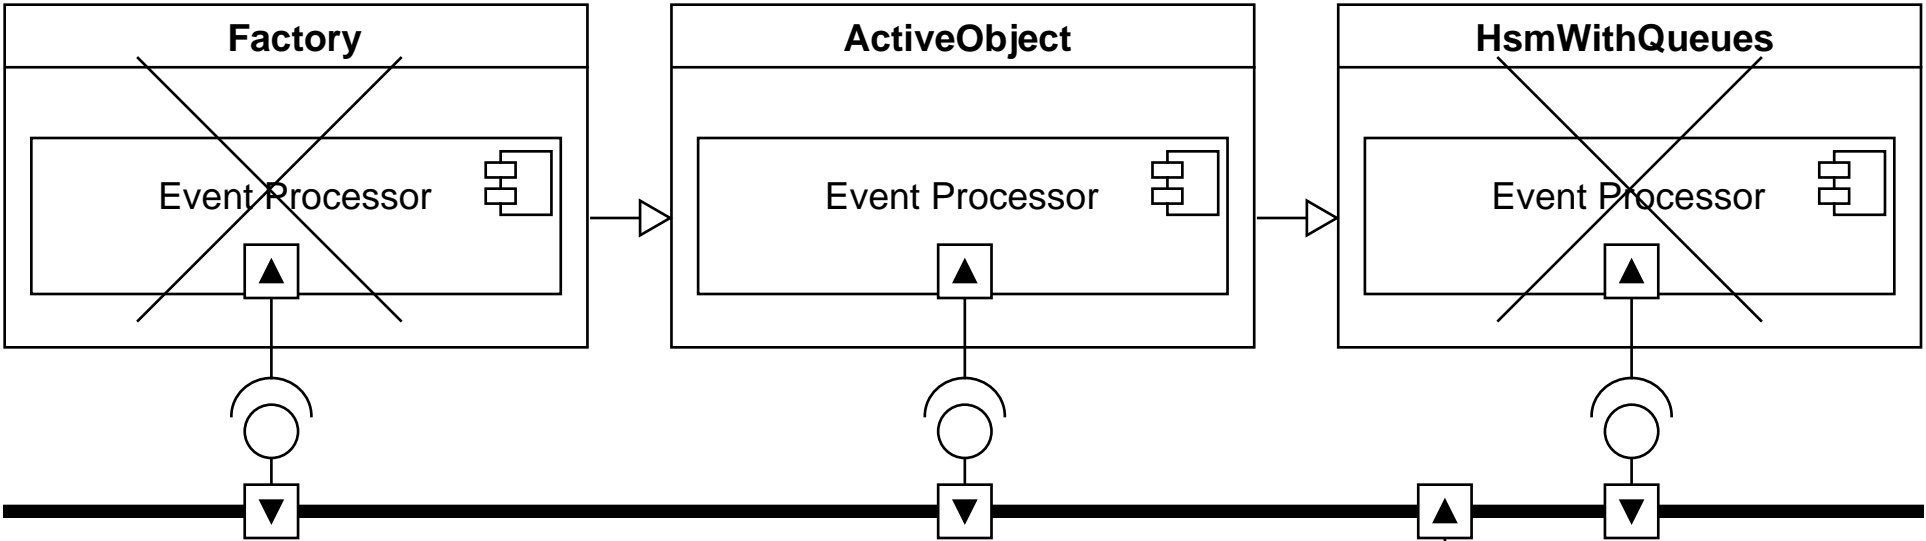 Factory
ActiveObject
HsmWithQueues
Event Processor
Event Processor
Event Processor